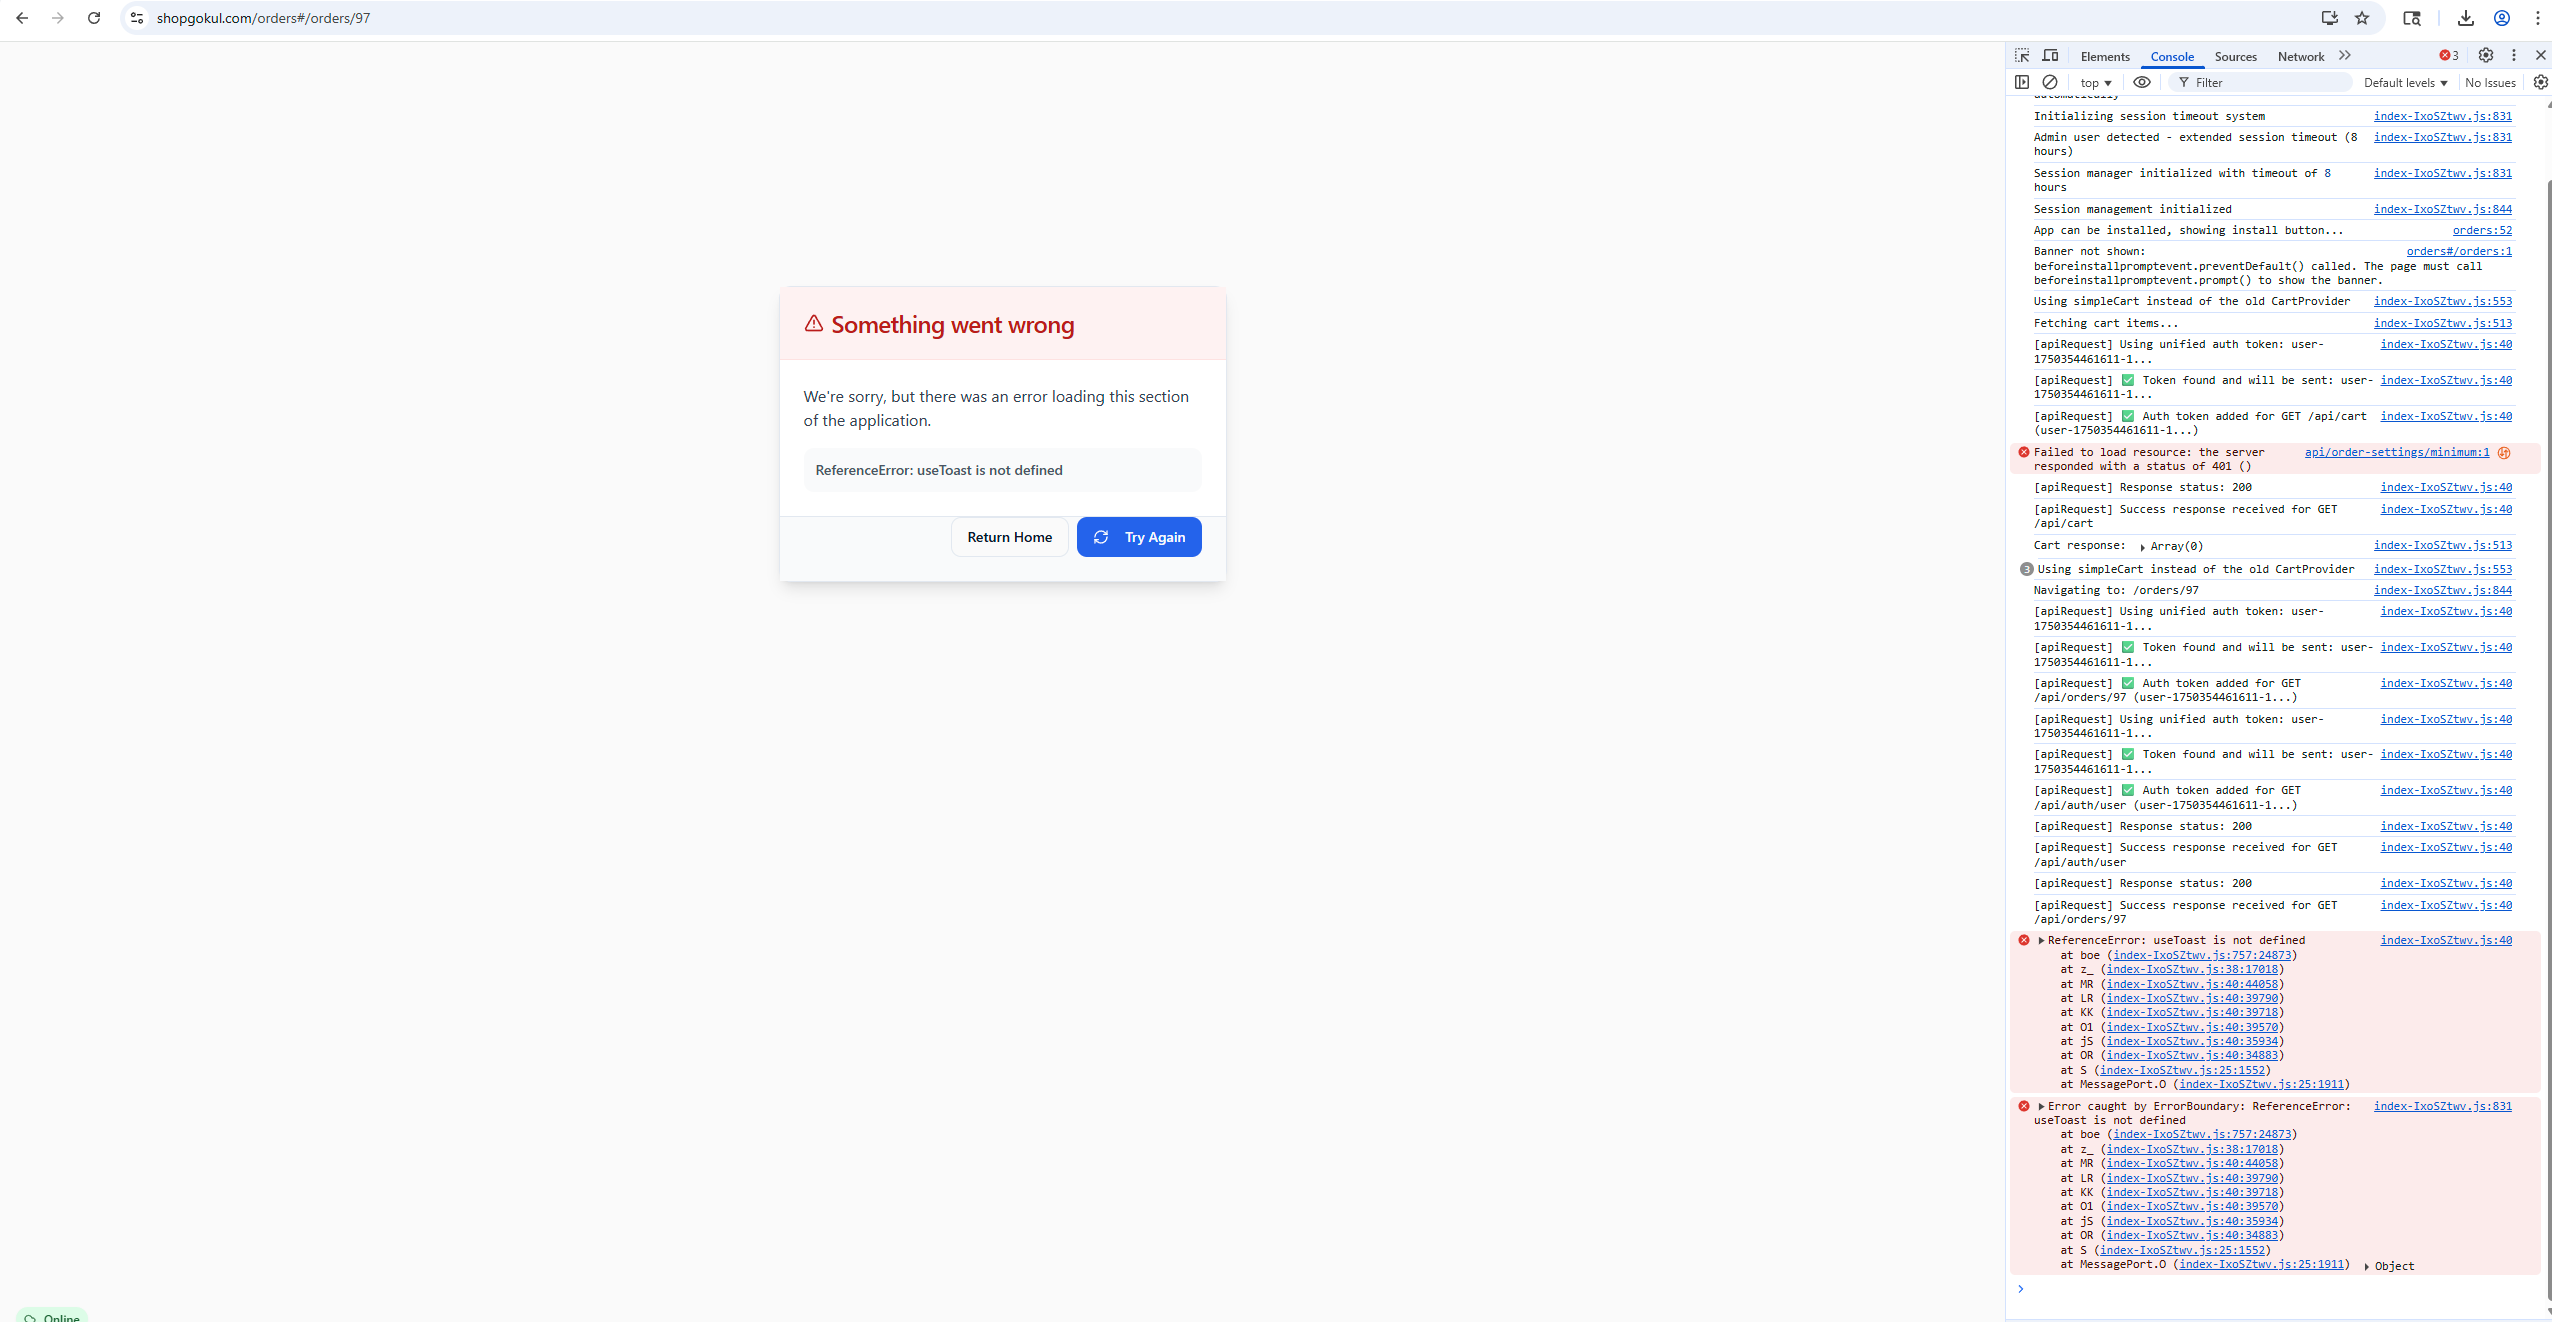 shopgokul.com/orders#/orders/97
Elements Console Sources Network 3
top Filter Default levels No Issues
automatically
Initializing session timeout system index-IxoSZtwv.js:831
Admin user detected - extended session timeout (8 index-IxoSZtwv.js:831
hours)
Session manager initialized with timeout of 8 index-IxoSZtwv.js:831
hours
Session management initialized index-IxoSZtwv.js:844
App can be installed, showing install button... orders:52
Banner not shown: orders#/orders:1
beforeinstallpromptevent.preventDefault() called. The page must call
beforeinstallpromptevent.prompt() to show the banner.
Using simpleCart instead of the old CartProvider index-IxoSZtwv.js:553
Fetching cart items... index-IxoSZtwv.js:513
[apiRequest] Using unified auth token: user- index-IxoSZtwv.js:40
1750354461611-1...
[apiRequest] ✅ Token found and will be sent: user- index-IxoSZtwv.js:40
1750354461611-1...
[apiRequest] ✅ Auth token added for GET /api/cart index-IxoSZtwv.js:40
(user-1750354461611-1...)
Failed to load resource: the server api/order-settings/minimum:1
responded with a status of 401 ()
[apiRequest] Response status: 200 index-IxoSZtwv.js:40
[apiRequest] Success response received for GET index-IxoSZtwv.js:40
/api/cart
Cart response: Array(0) index-IxoSZtwv.js:513
3 Using simpleCart instead of the old CartProvider index-IxoSZtwv.js:553
Navigating to: /orders/97 index-IxoSZtwv.js:844
[apiRequest] Using unified auth token: user- index-IxoSZtwv.js:40
1750354461611-1...
[apiRequest] ✅ Token found and will be sent: user- index-IxoSZtwv.js:40
1750354461611-1...
[apiRequest] ✅ Auth token added for GET index-IxoSZtwv.js:40
/api/orders/97 (user-1750354461611-1...)
[apiRequest] Using unified auth token: user- index-IxoSZtwv.js:40
1750354461611-1...
[apiRequest] ✅ Token found and will be sent: user- index-IxoSZtwv.js:40
1750354461611-1...
[apiRequest] ✅ Auth token added for GET index-IxoSZtwv.js:40
/api/auth/user (user-1750354461611-1...)
[apiRequest] Response status: 200 index-IxoSZtwv.js:40
[apiRequest] Success response received for GET index-IxoSZtwv.js:40
/api/auth/user
[apiRequest] Response status: 200 index-IxoSZtwv.js:40
[apiRequest] Success response received for GET index-IxoSZtwv.js:40
/api/orders/97
ReferenceError: useToast is not defined index-IxoSZtwv.js:40
at boe (index-IxoSZtwv.js:757:24873)
at z_ (index-IxoSZtwv.js:38:17018)
at MR (index-IxoSZtwv.js:40:44058)
at LR (index-IxoSZtwv.js:40:39790)
at KK (index-IxoSZtwv.js:40:39718)
at O1 (index-IxoSZtwv.js:40:39570)
at jS (index-IxoSZtwv.js:40:35934)
at OR (index-IxoSZtwv.js:40:34883)
at S (index-IxoSZtwv.js:25:1552)
at MessagePort.O (index-IxoSZtwv.js:25:1911)
Error caught by ErrorBoundary: ReferenceError: index-IxoSZtwv.js:831
useToast is not defined
at boe (index-IxoSZtwv.js:757:24873)
at z_ (index-IxoSZtwv.js:38:17018)
at MR (index-IxoSZtwv.js:40:44058)
at LR (index-IxoSZtwv.js:40:39790)
at KK (index-IxoSZtwv.js:40:39718)
at O1 (index-IxoSZtwv.js:40:39570)
at jS (index-IxoSZtwv.js:40:35934)
at OR (index-IxoSZtwv.js:40:34883)
at S (index-IxoSZtwv.js:25:1552)
at MessagePort.O (index-IxoSZtwv.js:25:1911) Object
Something went wrong
We're sorry, but there was an error loading this section
of the application.
ReferenceError: useToast is not defined
Return Home Try Again
Online